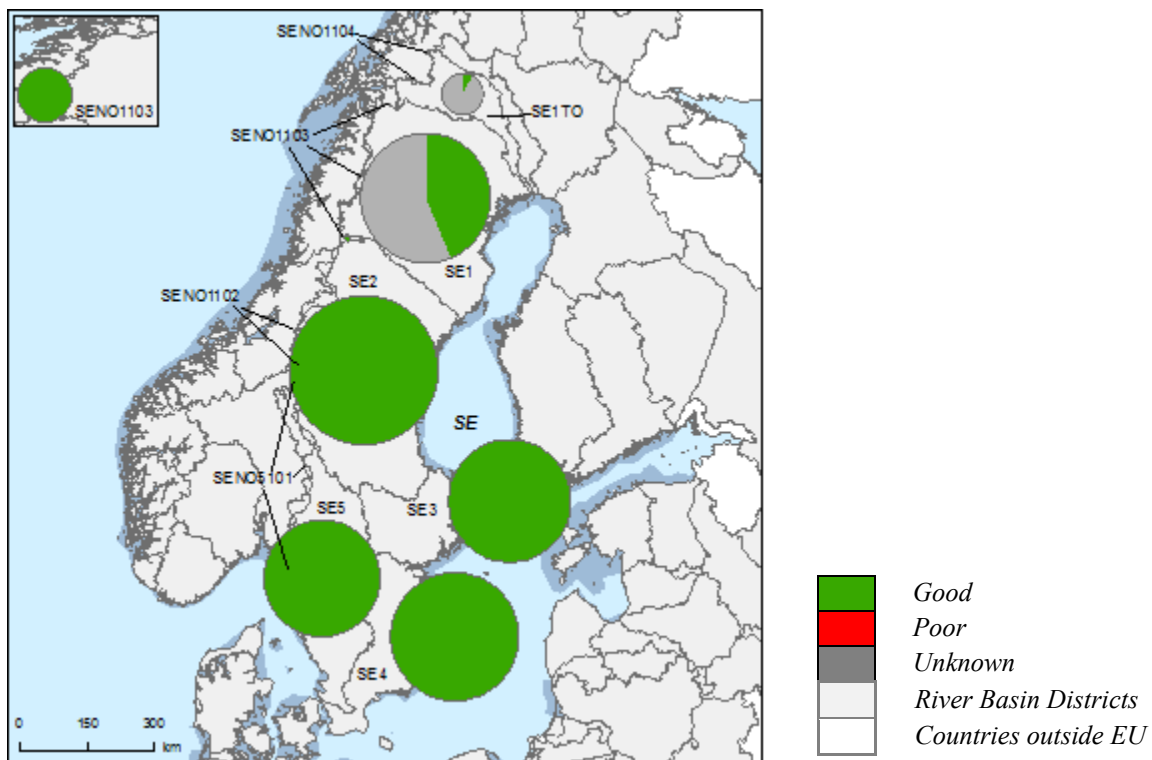 SENO1104
SENO1103
SE1TO
SENO1103
SE1
SE2
SENO1102
SE
SENO5101
SE5
SE3
SE4
0 150 300
km
Good
Poor
Unknown
River Basin Districts
Countries outside EU